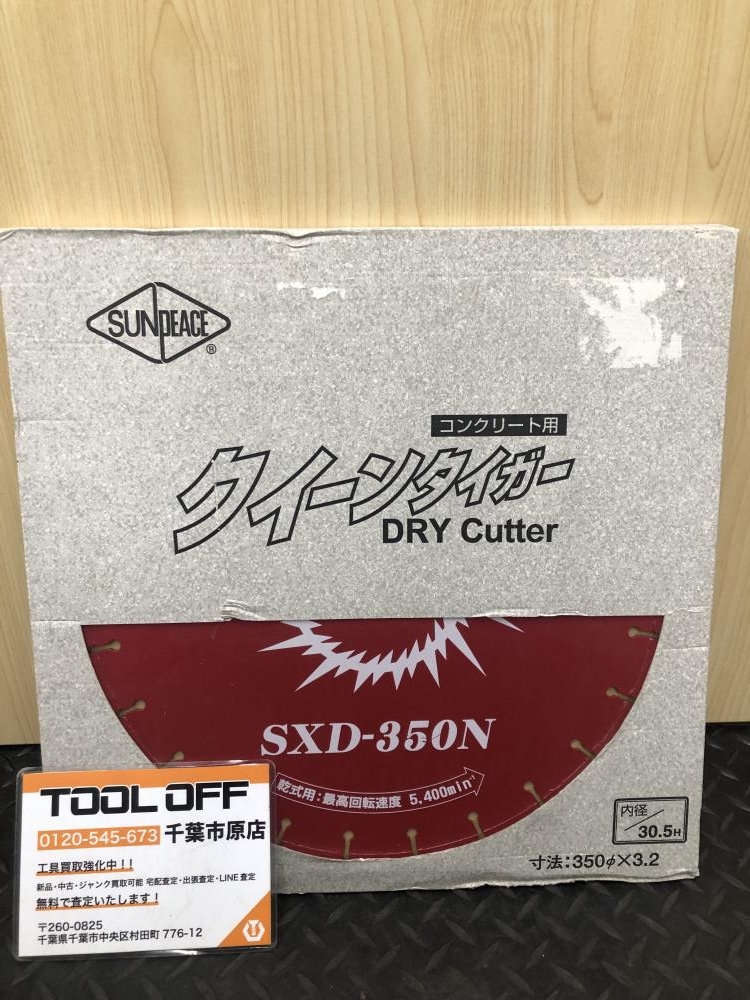 SUNPEACE®
コンクリート用
クイーンタイガー
DRY Cutter
SXD-350N
乾式用:最高回転速度 5,400min⁻¹
内径/30.5H
寸法:350φ×3.2
TOOL OFF
0120-545-673 千葉市原店
工具買取強化中!!
新品・中古・ジャンク買取可能 宅配査定・出張査定・LINE査定
無料で査定いたします!
〒260-0825
千葉県千葉市中央区村田町 776-12